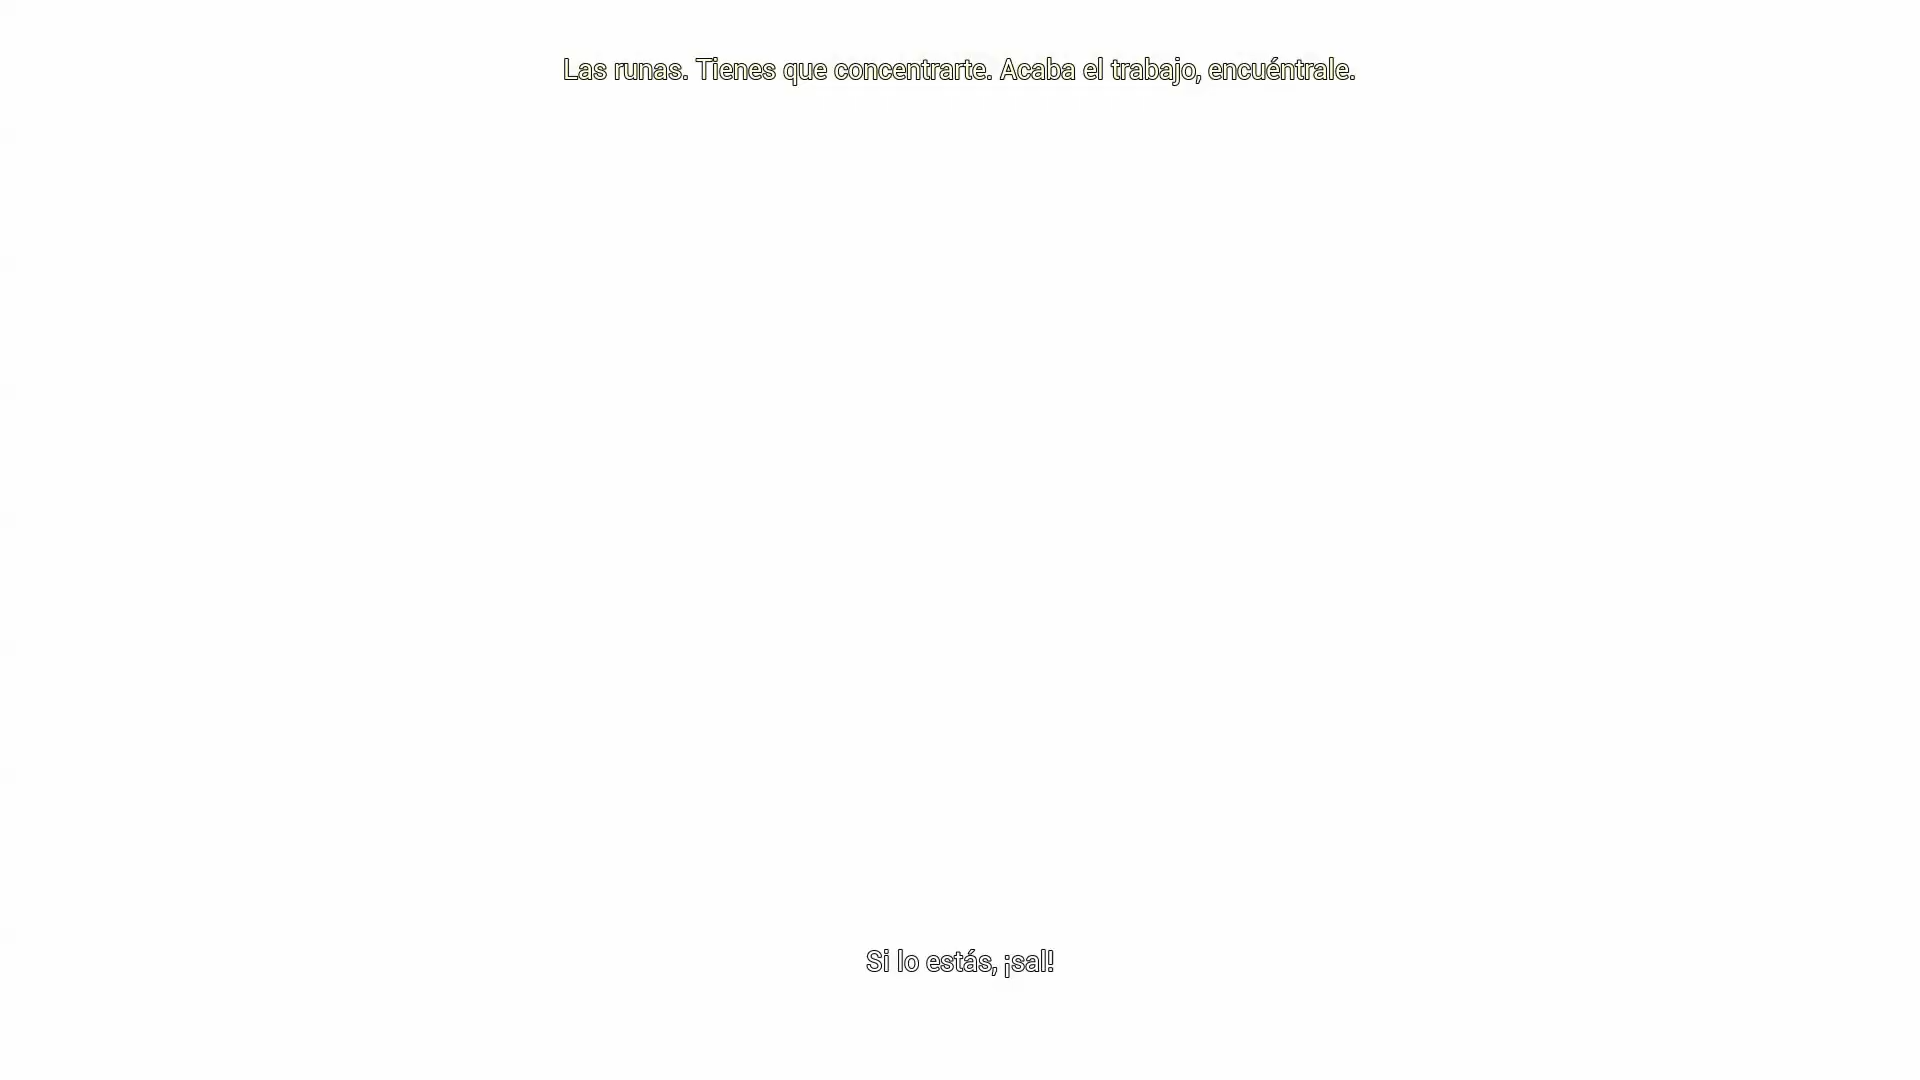 Las runas. Tienes que concentrarte. Acaba el trabajo, encuéntrale.
Si lo estás, ¡sal!